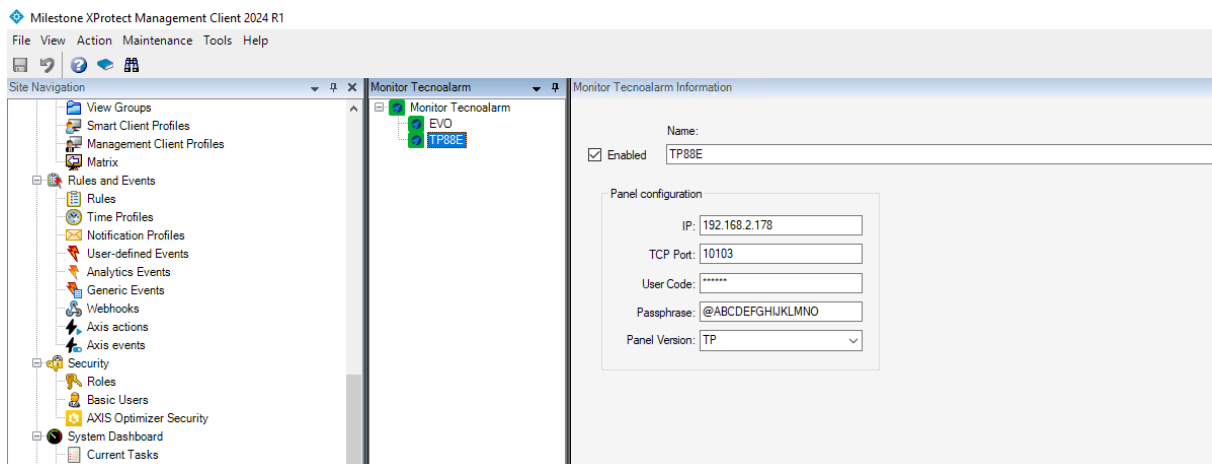 Milestone XProtect Management Client 2024 R1
File View Action Maintenance Tools Help
Site Navigation
View Groups
Smart Client Profiles
Management Client Profiles
Matrix
Rules and Events
Rules
Time Profiles
Notification Profiles
User-defined Events
Analytics Events
Generic Events
Webhooks
Axis actions
Axis events
Security
Roles
Basic Users
AXIS Optimizer Security
System Dashboard
Current Tasks
Monitor Tecnoalarm
Monitor Tecnoalarm
EVO
TP88E
Monitor Tecnoalarm Information
Name:
Enabled TP88E
Panel configuration
IP: 192.168.2.178
TCP Port: 10103
User Code: ******
Passphrase: @ABCDEFGHIJKLMNO
Panel Version: TP